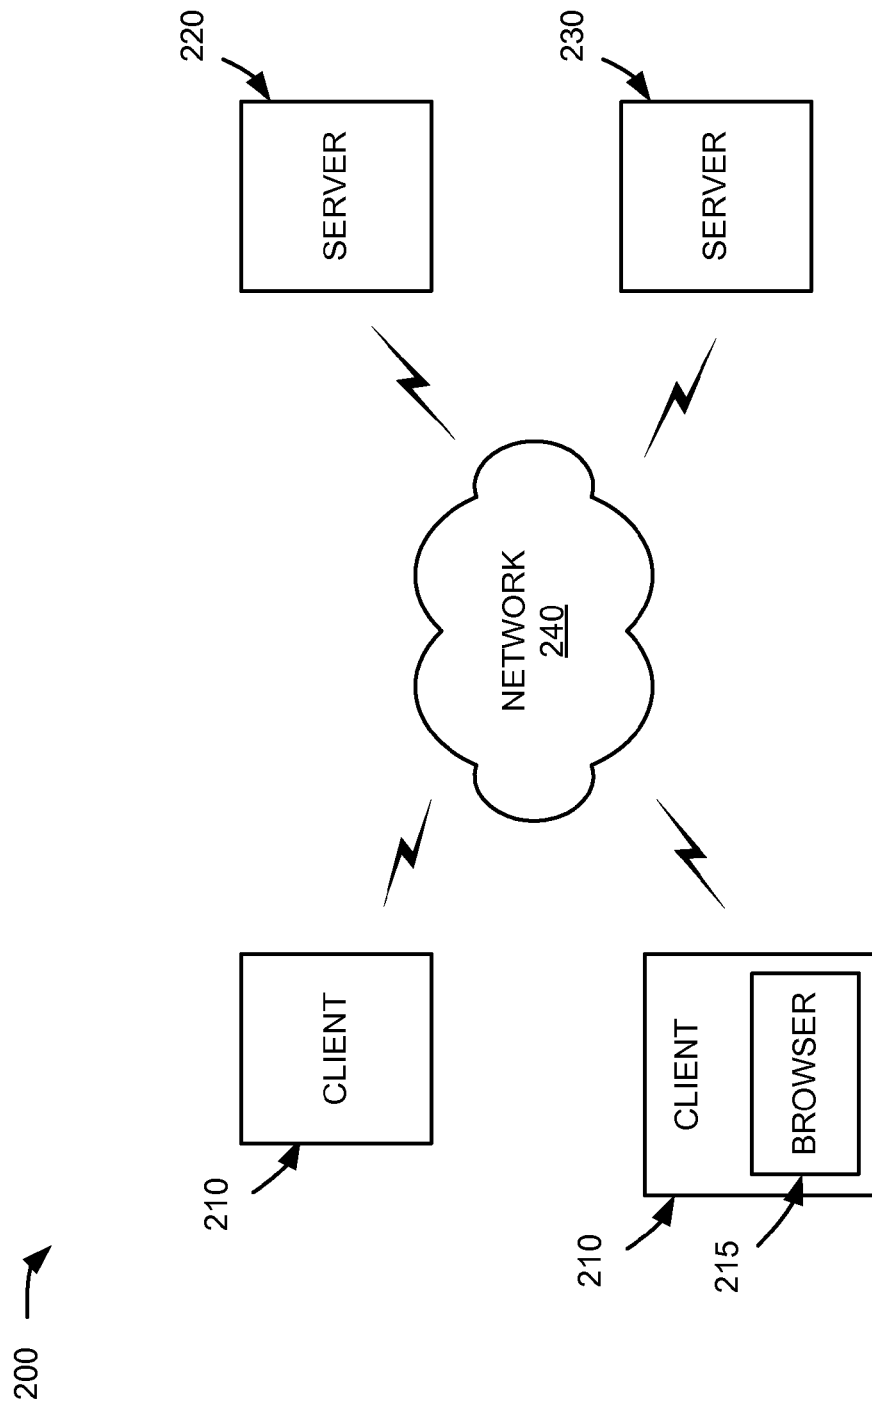 200
210
CLIENT
220
SERVER
NETWORK
240
210
CLIENT
215
BROWSER
230
SERVER